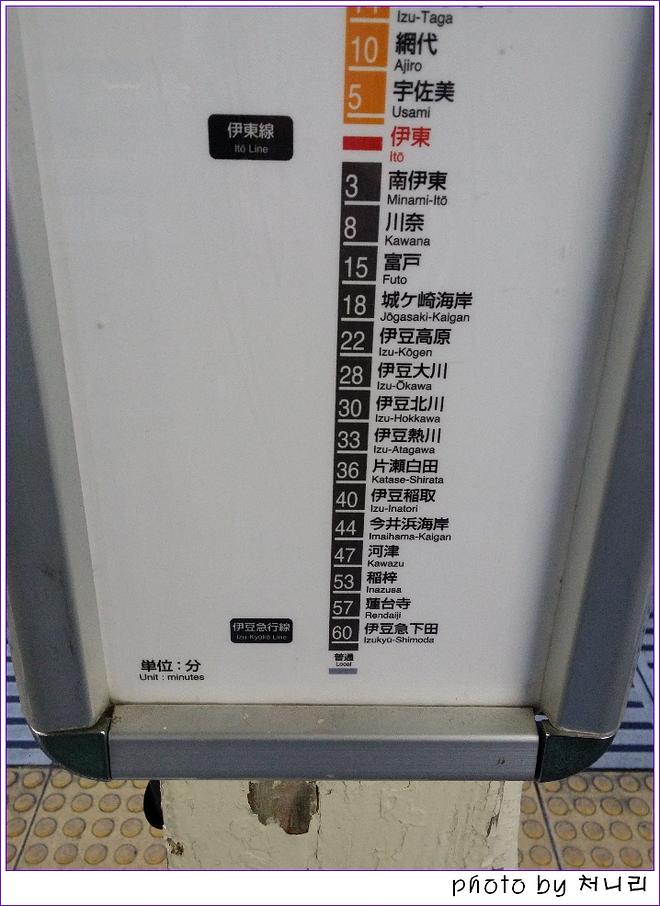 Izu-Taga
10 網代
Ajiro
5 宇佐美
Usami
伊東線
Itō Line
伊東
Itō
3 南伊東
Minami-Itō
8 川奈
Kawana
15 富戸
Futo
18 城ケ崎海岸
Jōgasaki-Kaigan
22 伊豆高原
Izu-Kōgen
28 伊豆大川
Izu-Ōkawa
30 伊豆北川
Izu-Hokkawa
33 伊豆熱川
Izu-Atagawa
36 片瀬白田
Katase-Shirata
40 伊豆稲取
Izu-Inatori
44 今井浜海岸
Imaihama-Kaigan
47 河津
Kawazu
53 稲梓
Inazusa
57 蓮台寺
Rendaiji
伊豆急行線
Izu-Kyūkō Line
60 伊豆急下田
Izukyū-Shimoda
普通
Local
単位：分
Unit : minutes
photo by 처니리